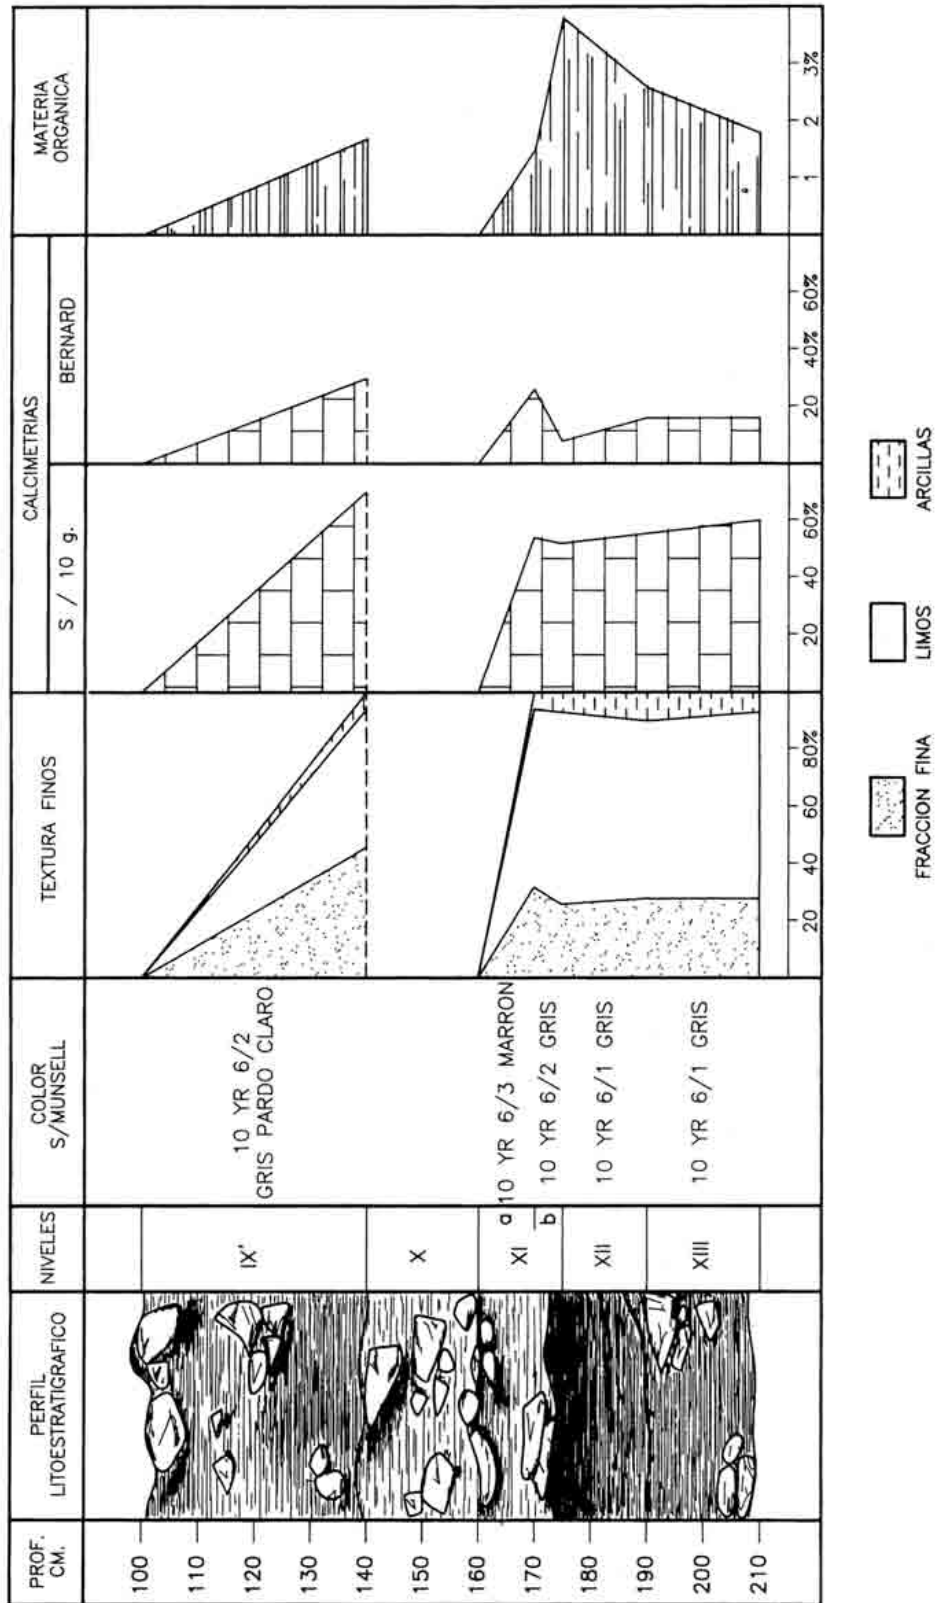 PROF.
CM.
PERFIL
LITOESTRATIGRAFICO
NIVELES
COLOR
S/MUNSELL
TEXTURA FINOS
CALCIMETRIAS
S / 10 g.
BERNARD
MATERIA
ORGANICA
100
110
120
130
140
150
160
170
180
190
200
210
IX'
X
XI
a
b
XII
XIII
10 YR 6/2
GRIS PARDO CLARO
10 YR 6/3 MARRON
10 YR 6/2 GRIS
10 YR 6/1 GRIS
10 YR 6/1 GRIS
20 40 60 80%
20 40 60%
20 40% 60%
1 2 3%
FRACCION FINA
LIMOS
ARCILLAS